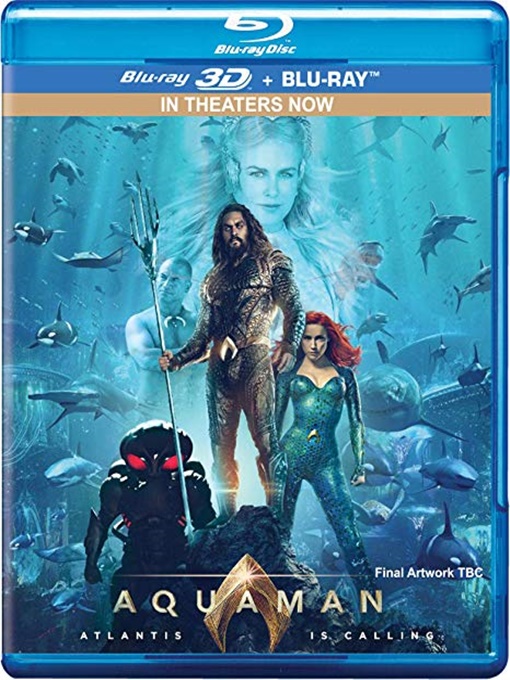 Blu-ray Disc
Blu-ray 3D + BLU-RAY™
IN THEATERS NOW
Final Artwork TBC
AQUAMAN
ATLANTIS IS CALLING